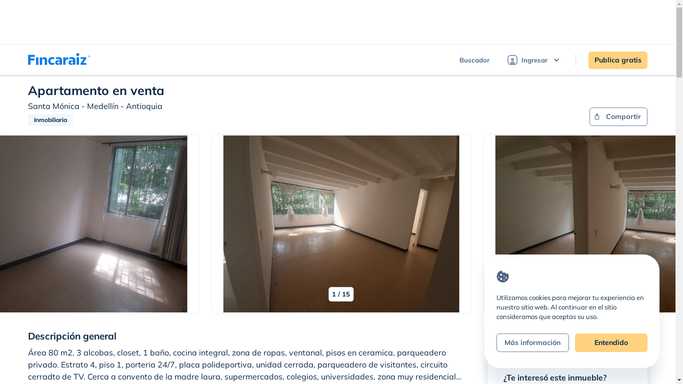 Fincaraiz
Buscador
Ingresar
Publica gratis
Apartamento en venta
Santa Mónica - Medellín - Antioquia
Inmobiliaria
Compartir
1 / 15
Utilizamos cookies para mejorar tu experiencia en
nuestro sitio web. Al continuar en el sitio
consideramos que aceptas su uso.
Más información
Entendido
Descripción general
Área 80 m2, 3 alcobas, closet, 1 baño, cocina integral, zona de ropas, ventanal, pisos en ceramica, parqueadero
privado. Estrato 4, piso 1, porteria 24/7, placa polideportiva, unidad cerrada, parqueadero de visitantes, circuito
cerradto de TV. Cerca a convento de la madre laura, supermercados, colegios, universidades, zona muy residencial...
¿Te interesó este inmueble?